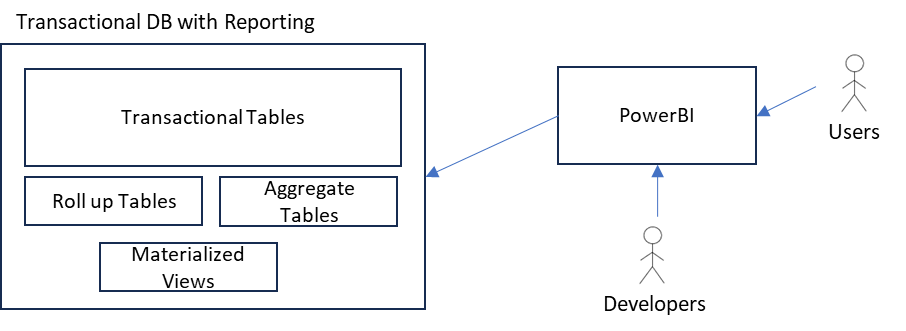 Transactional DB with Reporting
Transactional Tables
PowerBI
Users
Roll up Tables
Aggregate
Tables
Materialized
Views
Developers